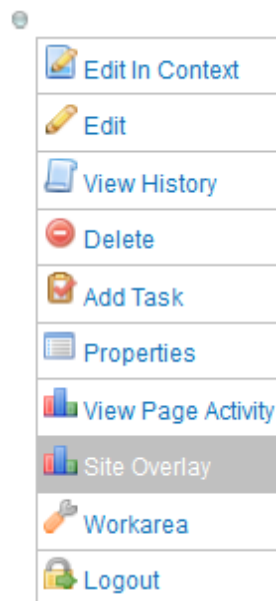 Edit In Context
Edit
View History
Delete
Add Task
Properties
View Page Activity
Site Overlay
Workarea
Logout